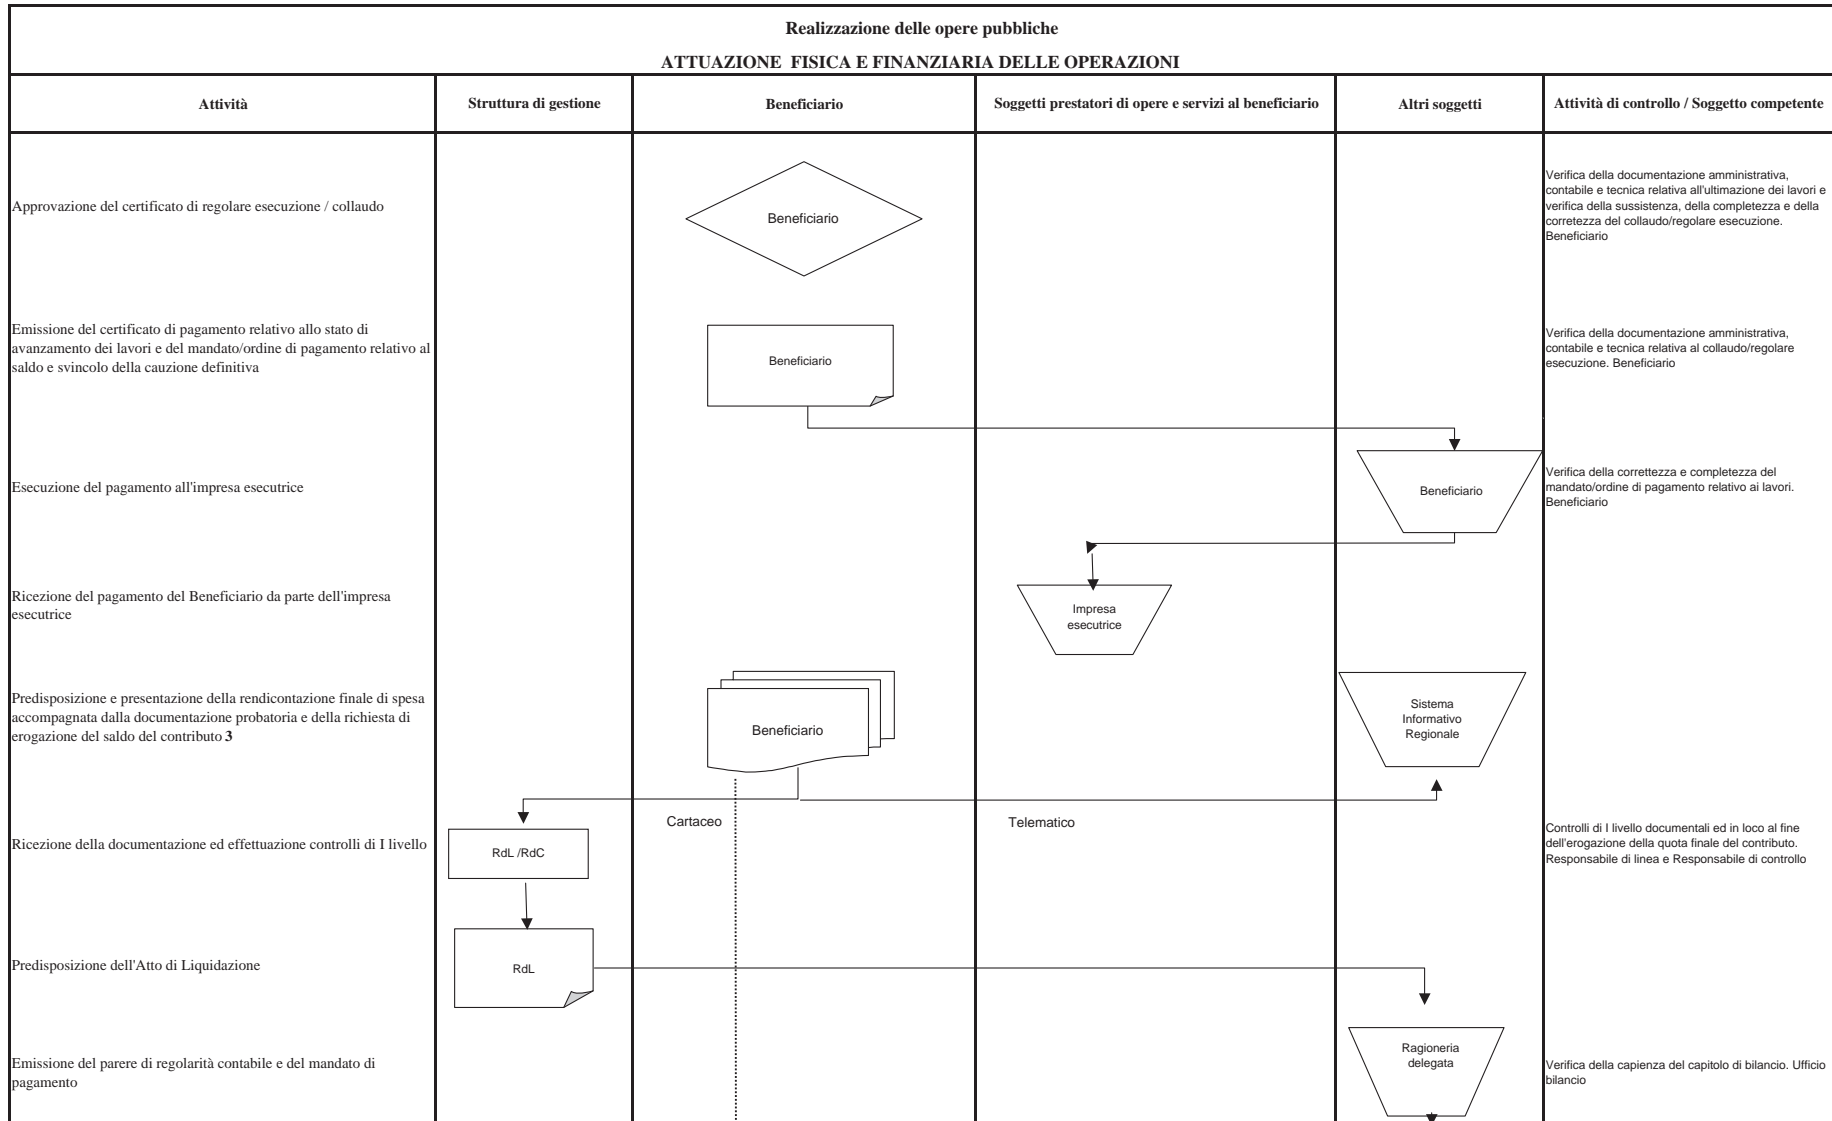 Realizzazione delle opere pubbliche
ATTUAZIONE FISICA E FINANZIARIA DELLE OPERAZIONI
Attività
Struttura di gestione
Beneficiario
Soggetti prestatori di opere e servizi al beneficiario
Altri soggetti
Attività di controllo / Soggetto competente
Approvazione del certificato di regolare esecuzione / collaudo
Beneficiario
Verifica della documentazione amministrativa,
contabile e tecnica relativa all'ultimazione dei lavori e
verifica della sussistenza, della completezza e della
corretezza del collaudo/regolare esecuzione.
Beneficiario
Emissione del certificato di pagamento relativo allo stato di
avanzamento dei lavori e del mandato/ordine di pagamento relativo al
saldo e svincolo della cauzione definitiva
Beneficiario
Verifica della documentazione amministrativa,
contabile e tecnica relativa al collaudo/regolare
esecuzione. Beneficiario
Esecuzione del pagamento all'impresa esecutrice
Beneficiario
Verifica della correttezza e completezza del
mandato/ordine di pagamento relativo ai lavori.
Beneficiario
Ricezione del pagamento del Beneficiario da parte dell'impresa
esecutrice
Impresa
esecutrice
Predisposizione e presentazione della rendicontazione finale di spesa
accompagnata dalla documentazione probatoria e della richiesta di
erogazione del saldo del contributo 3
Beneficiario
Sistema
Informativo
Regionale
Cartaceo
Telematico
Ricezione della documentazione ed effettuazione controlli di I livello
RdL /RdC
Controlli di I livello documentali ed in loco al fine
dell'erogazione della quota finale del contributo.
Responsabile di linea e Responsabile di controllo
Predisposizione dell'Atto di Liquidazione
RdL
Emissione del parere di regolarità contabile e del mandato di
pagamento
Ragioneria
delegata
Verifica della capienza del capitolo di bilancio. Ufficio
bilancio